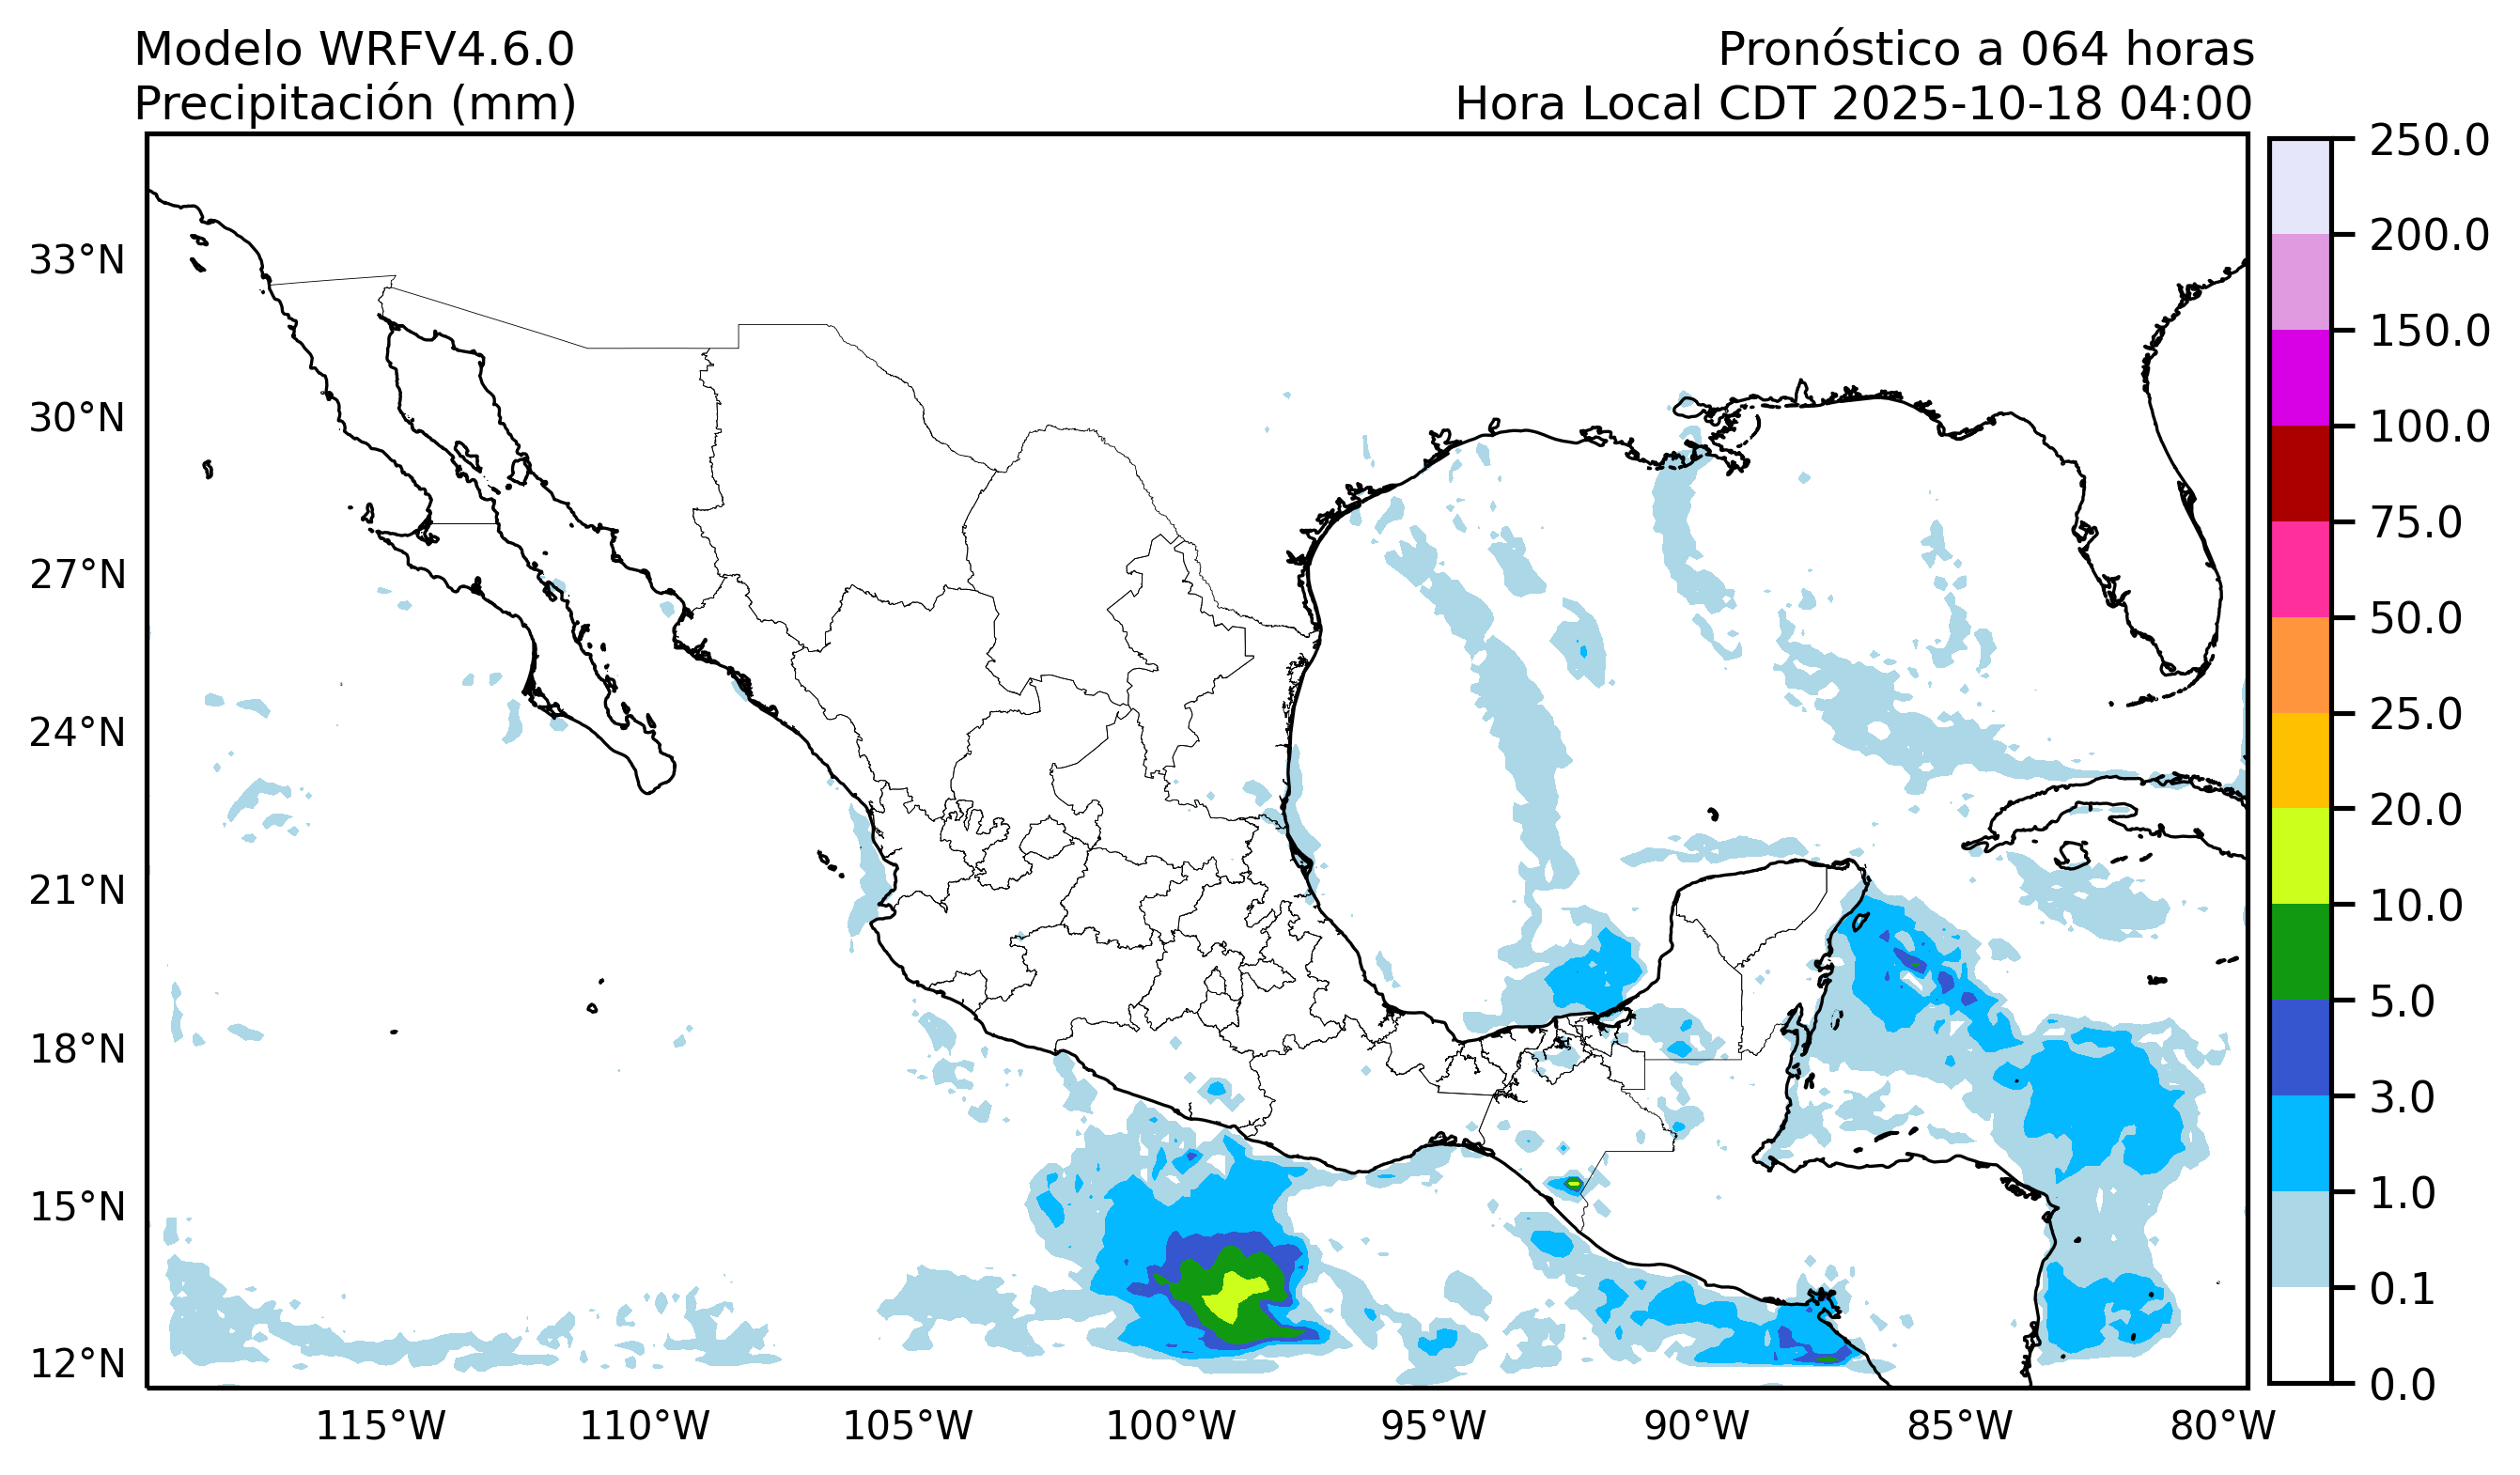 Modelo WRFV4.6.0
Precipitación (mm)
Pronóstico a 064 horas
Hora Local CDT 2025-10-18 04:00
33°N
30°N
27°N
24°N
21°N
18°N
15°N
12°N
115°W
110°W
105°W
100°W
95°W
90°W
85°W
80°W
250.0
200.0
150.0
100.0
75.0
50.0
25.0
20.0
10.0
5.0
3.0
1.0
0.1
0.0